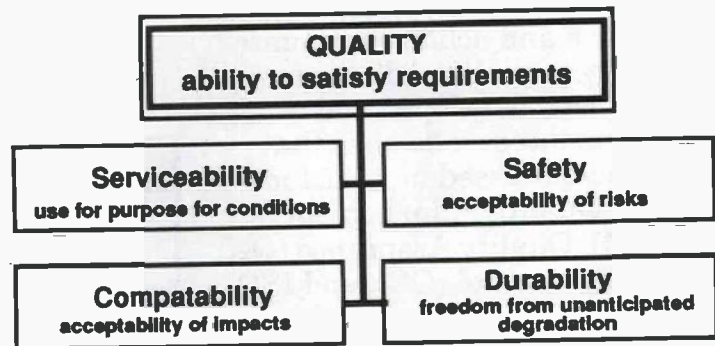 QUALITY
ability to satisfy requirements
Serviceability
use for purpose for conditions
Safety
acceptability of risks
Compatability
acceptability of impacts
Durability
freedom from unanticipated
degradation